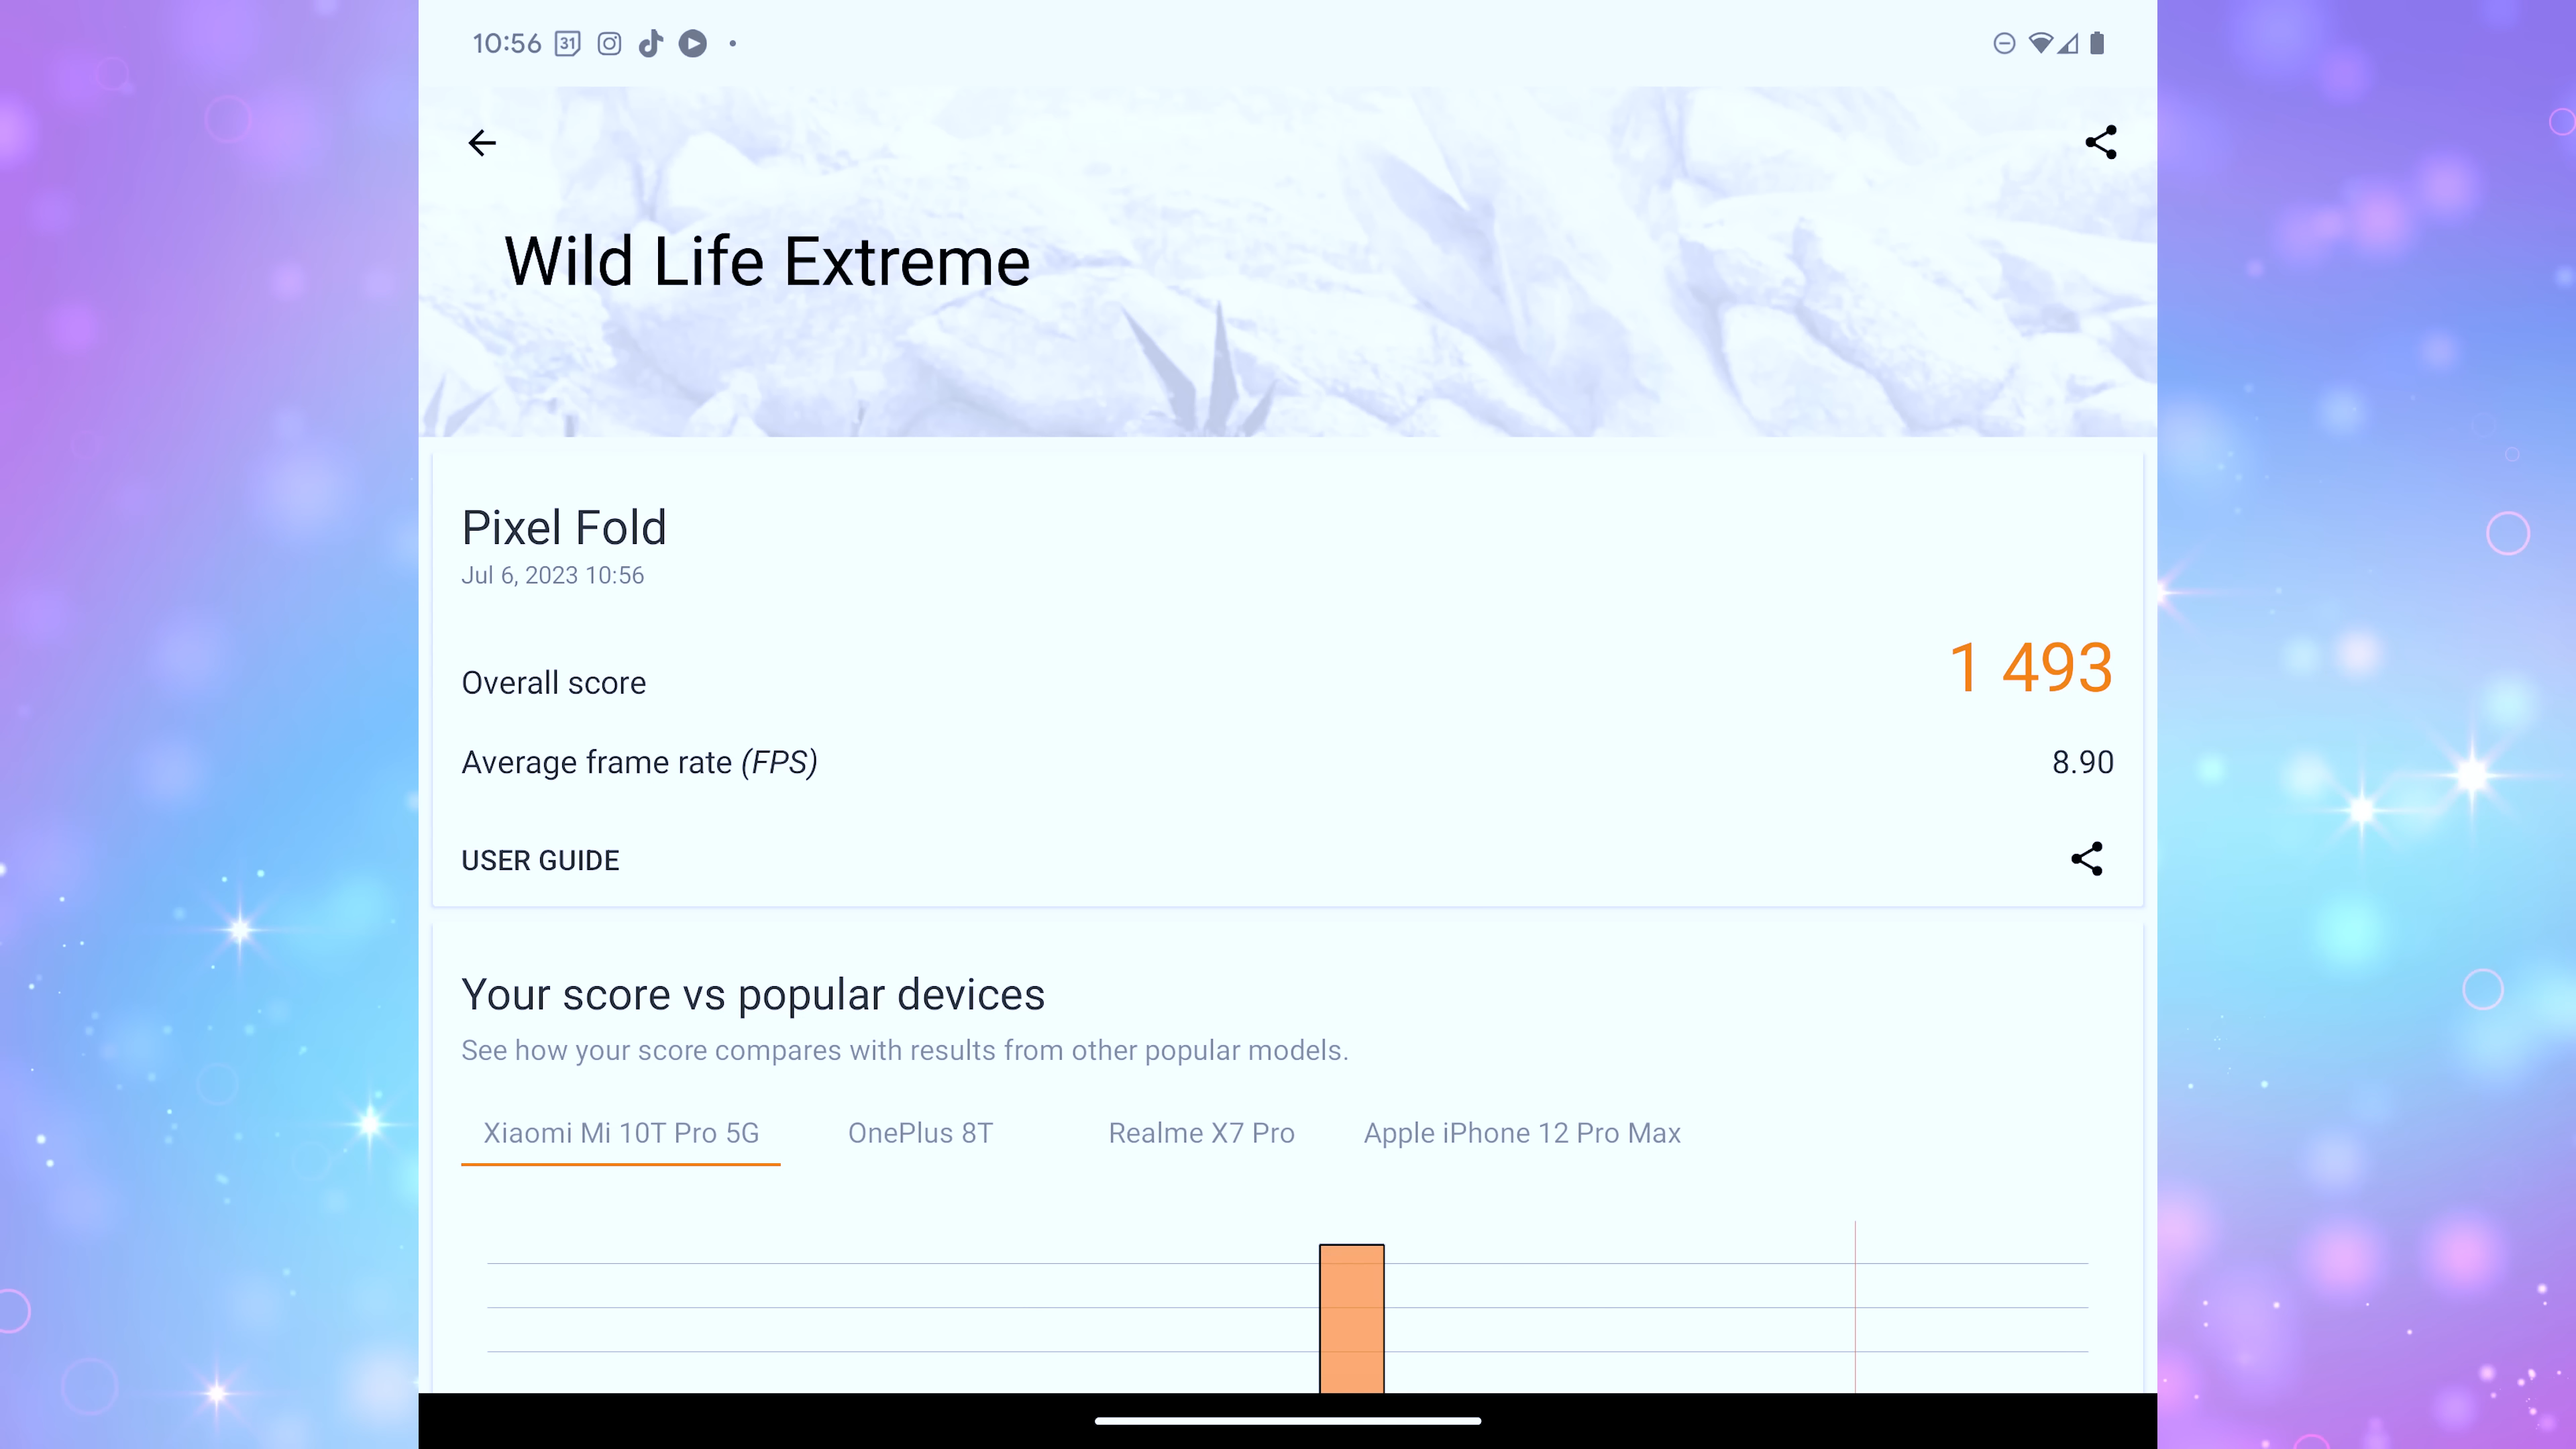 10:56 31
Wild Life Extreme
Pixel Fold
Jul 6, 2023 10:56
Overall score 1 493
Average frame rate (FPS) 8.90
USER GUIDE
Your score vs popular devices
See how your score compares with results from other popular models.
Xiaomi Mi 10T Pro 5G OnePlus 8T Realme X7 Pro Apple iPhone 12 Pro Max